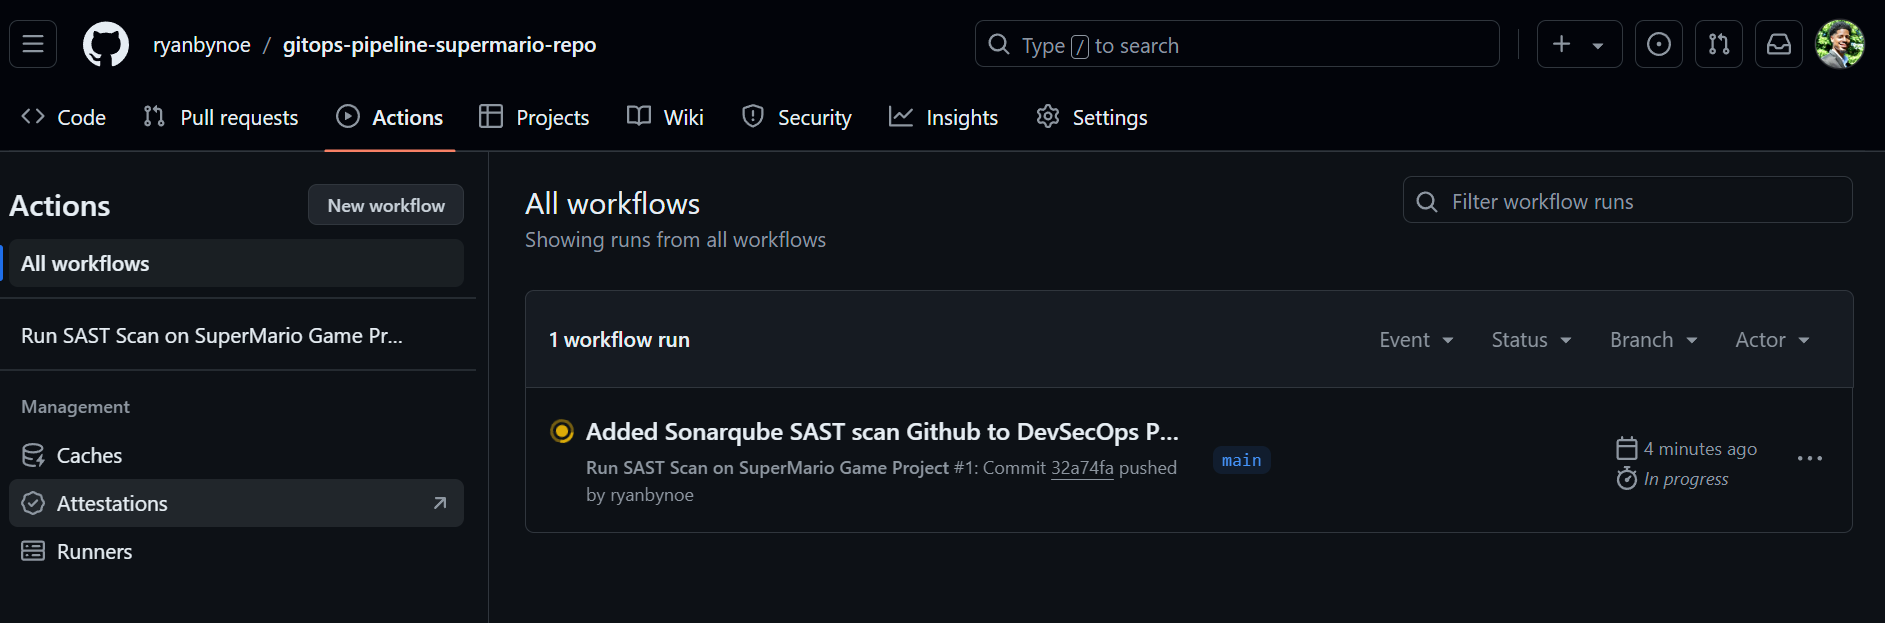 ryanbynoe / gitops-pipeline-supermario-repo
Type / to search
Code
Pull requests
Actions
Projects
Wiki
Security
Insights
Settings
Actions
New workflow
All workflows
Run SAST Scan on SuperMario Game Pr...
Management
Caches
Attestations
Runners
All workflows
Showing runs from all workflows
Filter workflow runs
1 workflow run
Event
Status
Branch
Actor
Added Sonarqube SAST scan Github to DevSecOps P...
Run SAST Scan on SuperMario Game Project #1: Commit 32a74fa pushed
by ryanbynoe
main
4 minutes ago
In progress